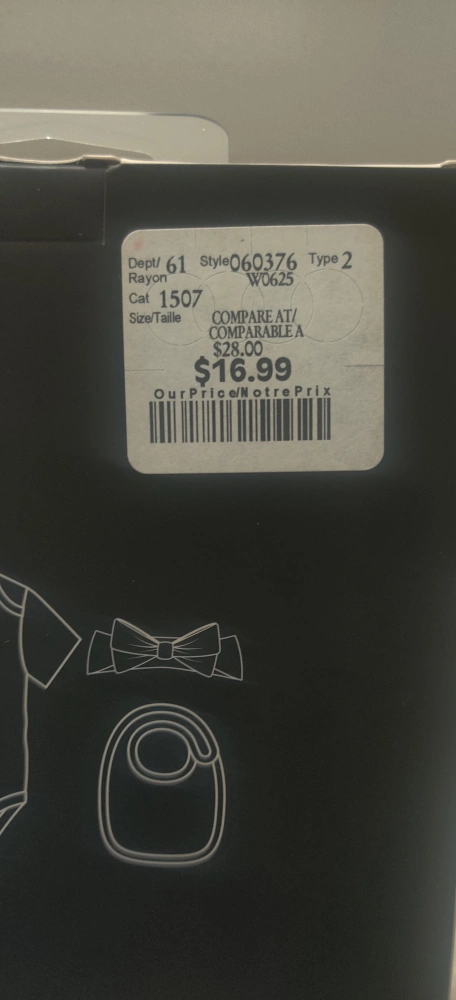 Dept/ 61 Style 060376 Type 2
Rayon W0625
Cat 1507
Size/Taille COMPARE AT/
COMPARABLE A
$28.00
$16.99
OurPrice/NotrePrix